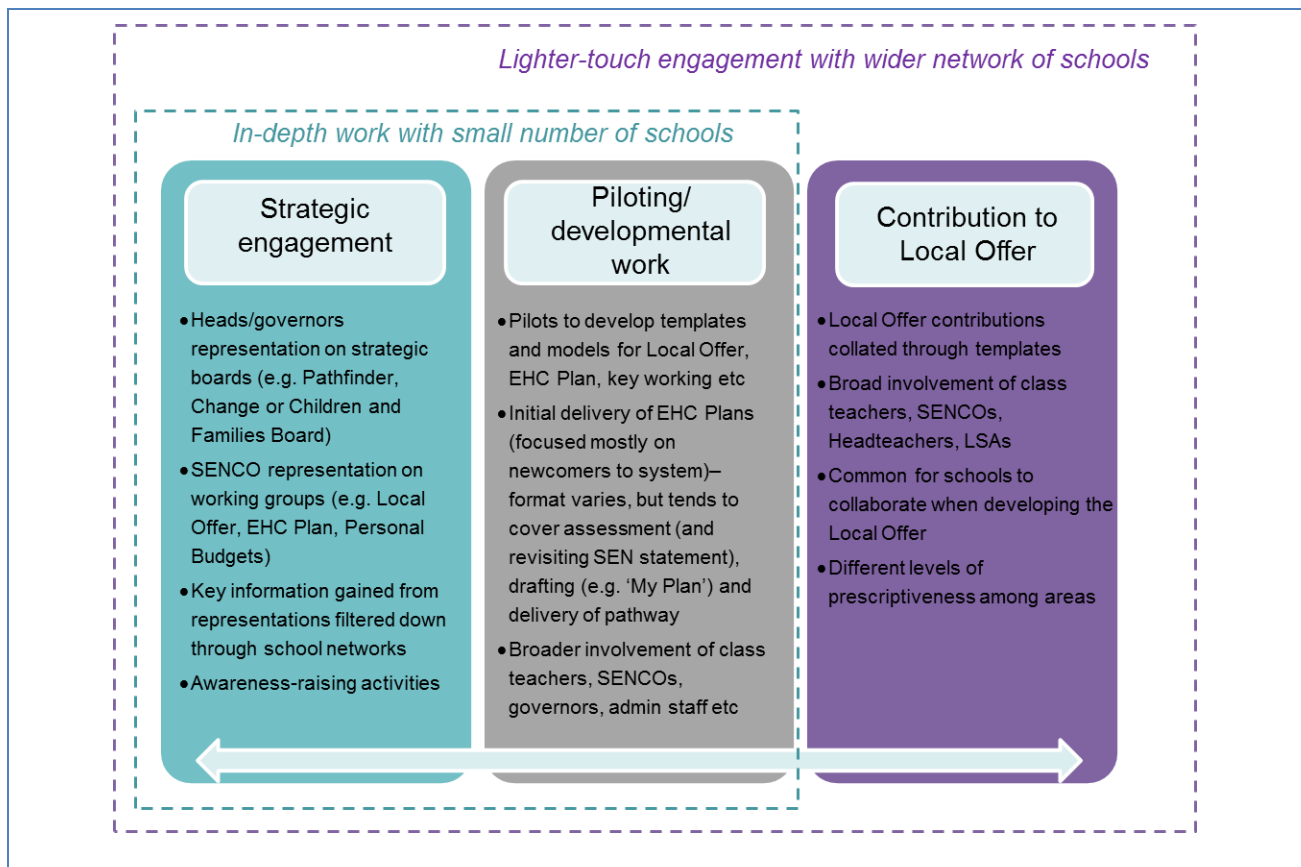 Lighter-touch engagement with wider network of schools
In-depth work with small number of schools
Strategic
engagement
•Heads/governors
representation on strategic
boards (e.g. Pathfinder,
Change or Children and
Families Board)
•SENCO representation on
working groups (e.g. Local
Offer, EHC Plan, Personal
Budgets)
•Key information gained from
representations filtered down
through school networks
•Awareness-raising activities
Piloting/
developmental
work
•Pilots to develop templates
and models for Local Offer,
EHC Plan, key working etc
•Initial delivery of EHC Plans
(focused mostly on
newcomers to system)–
format varies, but tends to
cover assessment (and
revisiting SEN statement),
drafting (e.g. ‘My Plan’) and
delivery of pathway
•Broader involvement of class
teachers, SENCOs,
governors, admin staff etc
Contribution to
Local Offer
•Local Offer contributions
collated through templates
•Broad involvement of class
teachers, SENCOs,
Headteachers, LSAs
•Common for schools to
collaborate when developing the
Local Offer
•Different levels of
prescriptiveness among areas